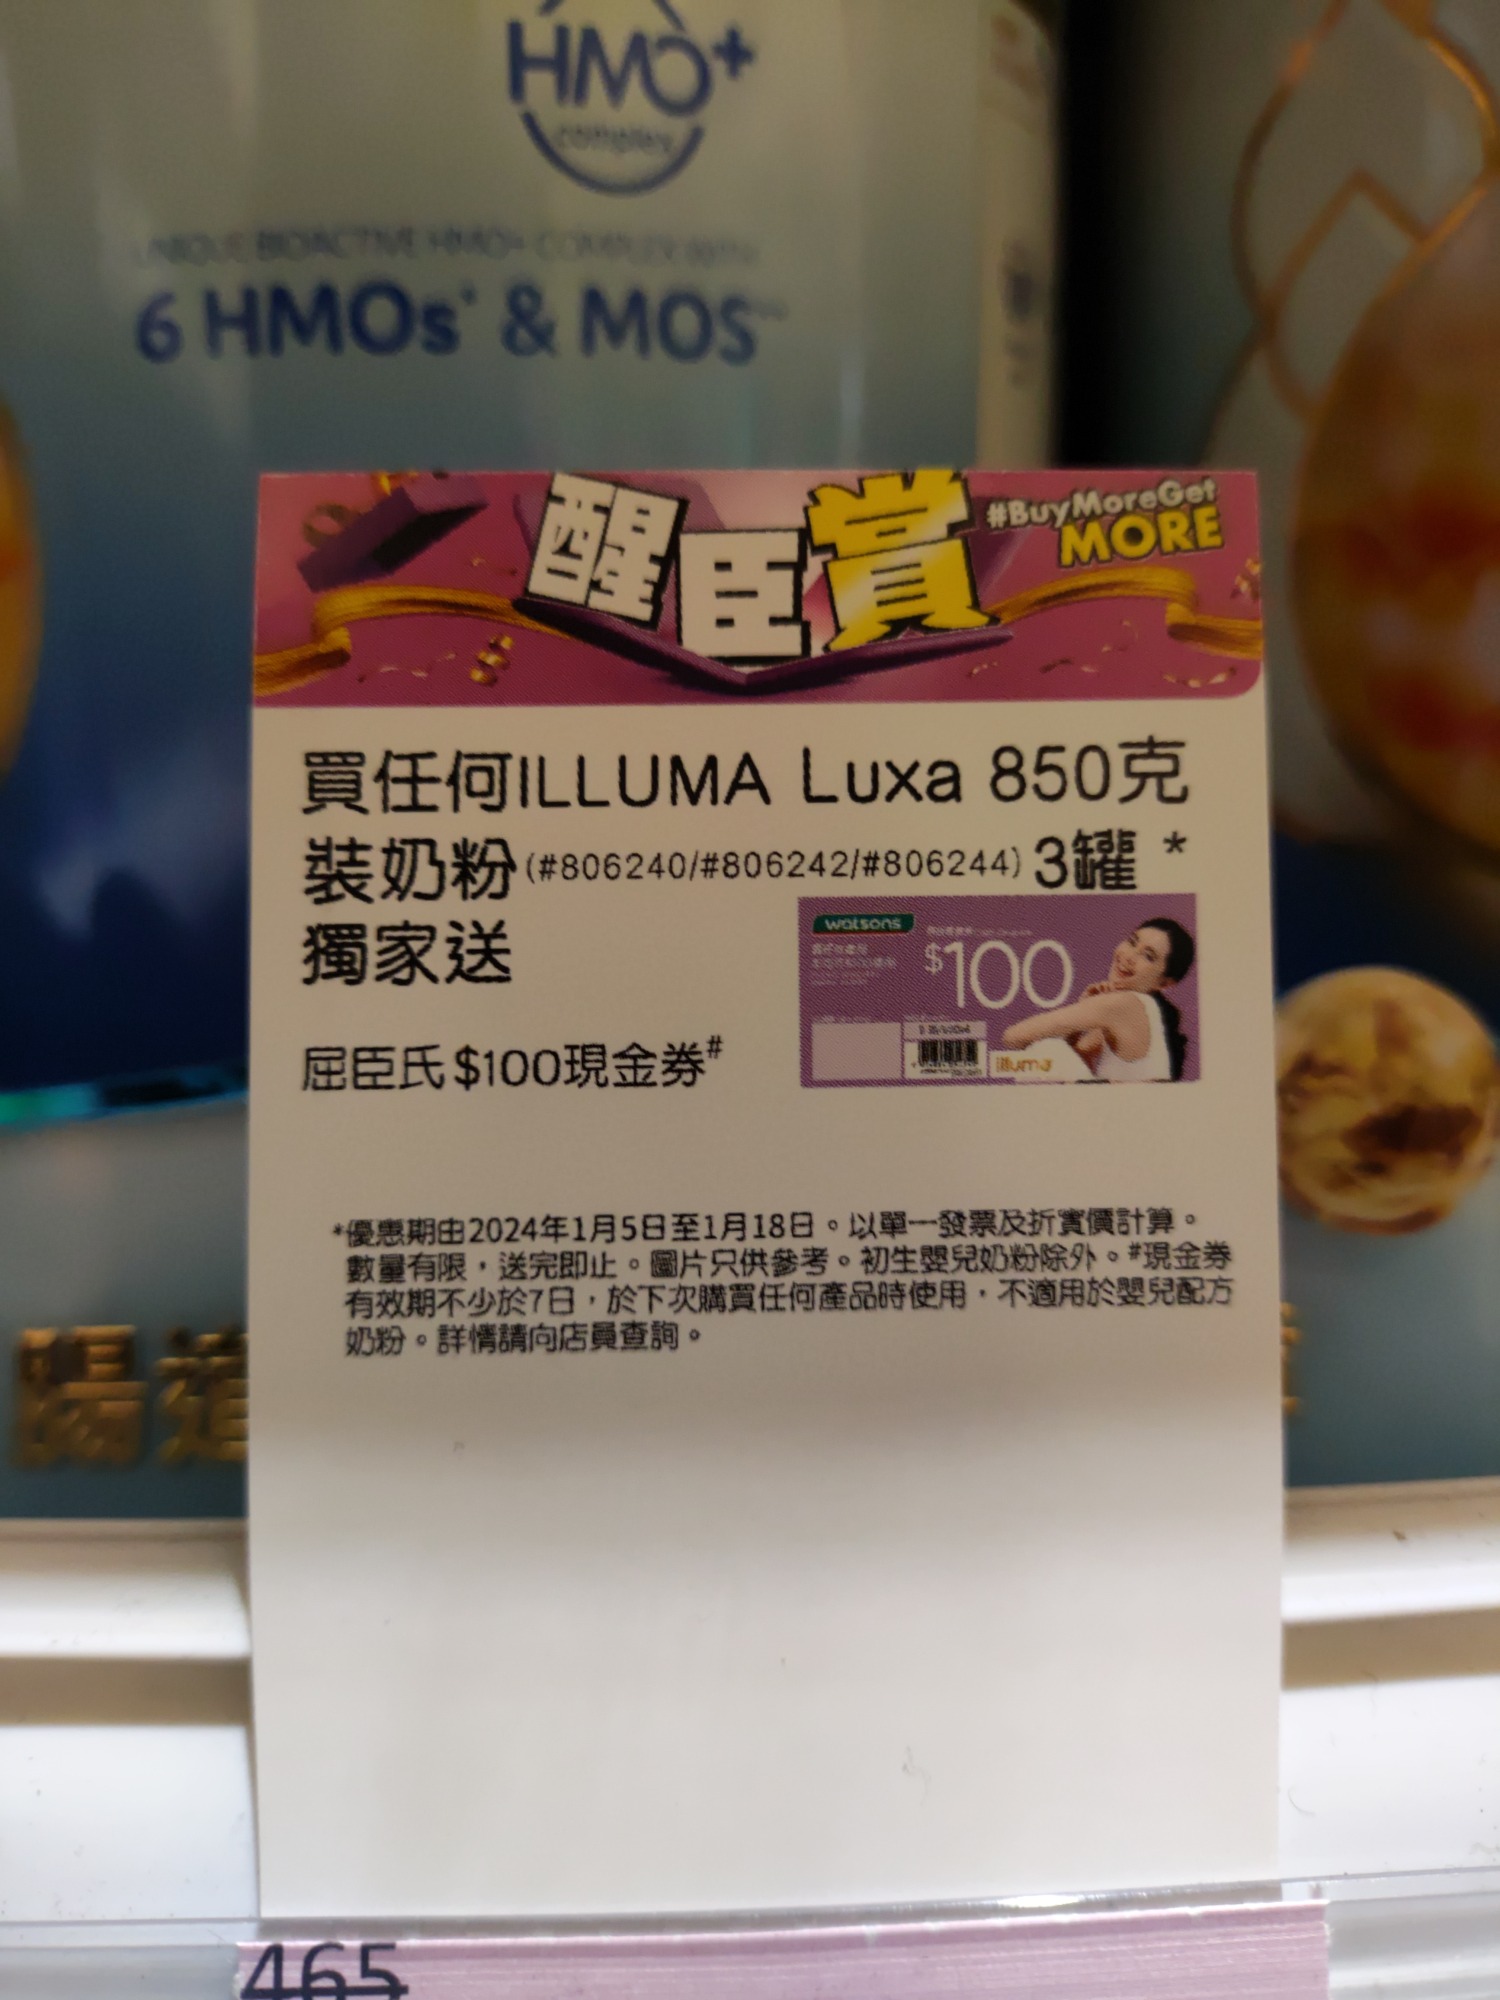 HMO+
complex
UNIQUE BIOACTIVE HMO+ COMPLEX WITH
6 HMOs & MOS
醒臣賞
#BuyMoreGet
MORE
買任何ILLUMA Luxa 850克
裝奶粉(#806240/#806242/#806244) 3罐*
獨家送
屈臣氏$100現金券#
watsons
$100
illuma
*優惠期由2024年1月5日至1月18日。以單一發票及折實價計算。
數量有限，送完即止。圖片只供參考。初生嬰兒奶粉除外。#現金券
有效期不少於7日，於下次購買任何產品時使用，不適用於嬰兒配方
奶粉。詳情請向店員查詢。
465